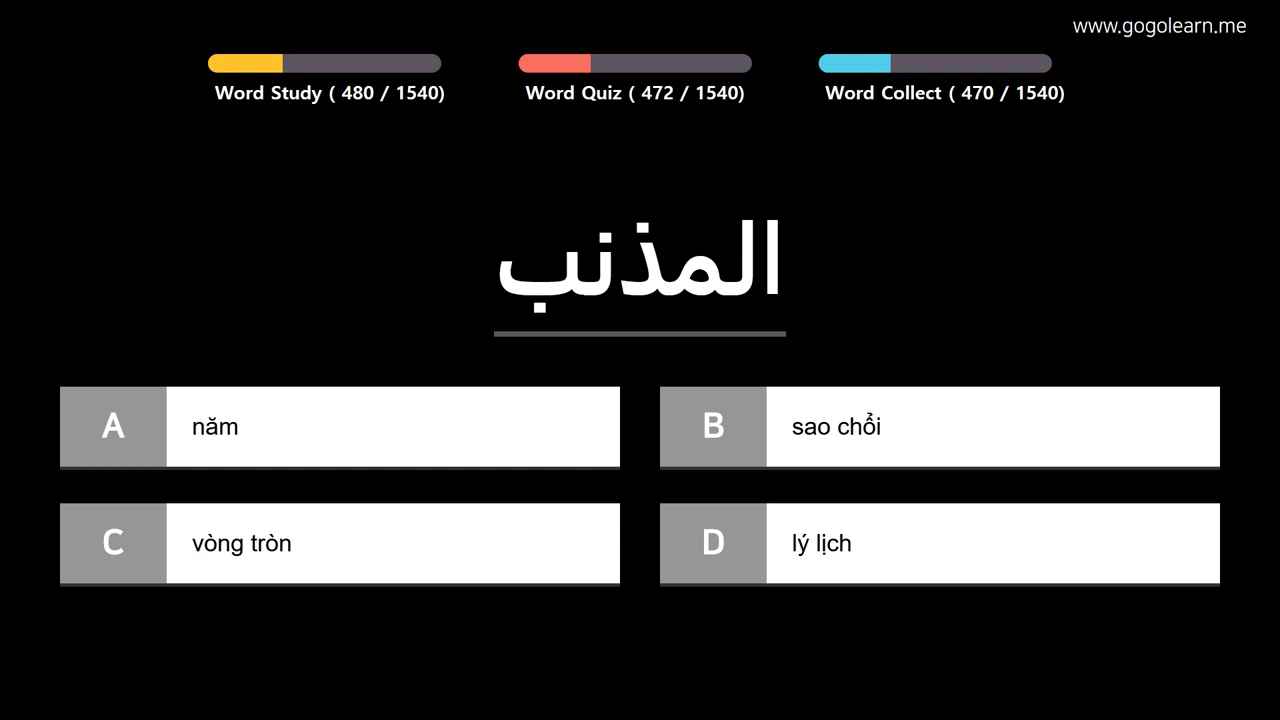 www.gogolearn.me
Word Study ( 480 / 1540)
Word Quiz ( 472 / 1540)
Word Collect ( 470 / 1540)
المذنب
A
năm
B
sao chổi
C
vòng tròn
D
lý lịch